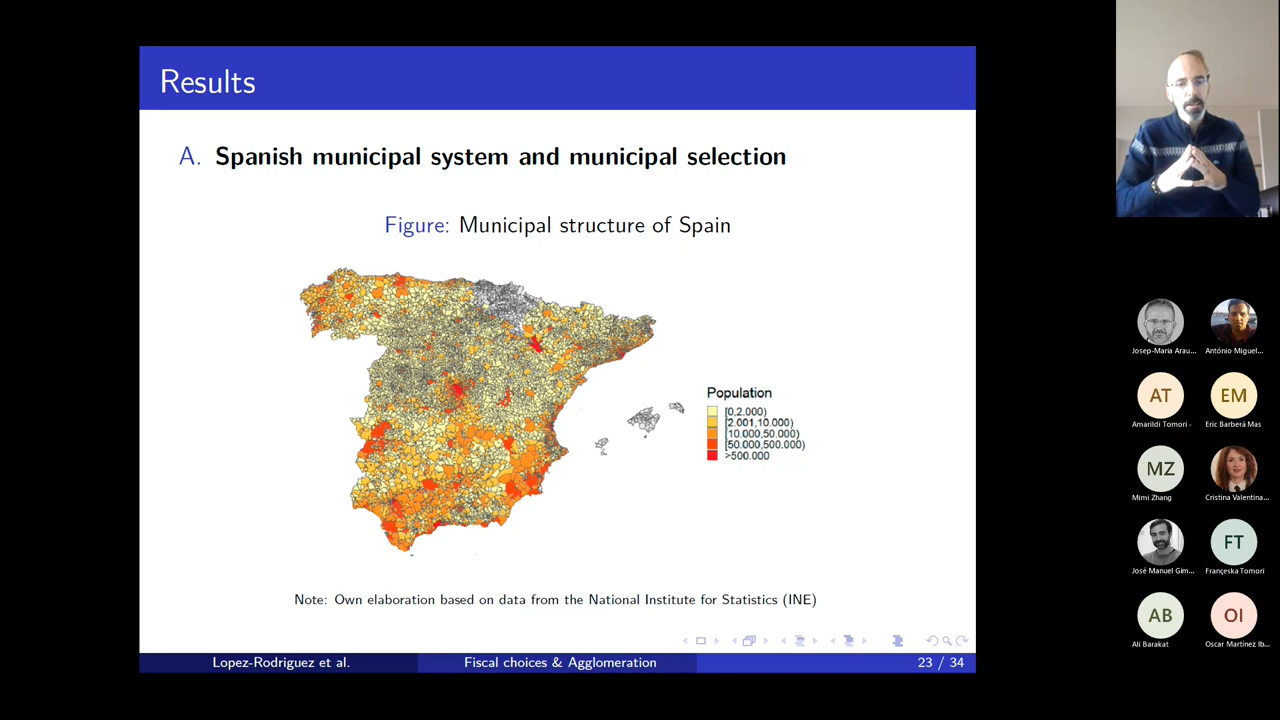 Results
A. Spanish municipal system and municipal selection
Figure: Municipal structure of Spain
Population
[0,2.000)
[2.001,10.000)
[10.000,50.000)
[50.000,500.000)
>500.000
Note: Own elaboration based on data from the National Institute for Statistics (INE)
Lopez-Rodriguez et al.
Fiscal choices & Agglomeration
23 / 34
Josep-Maria Arau...
António Miguel...
AT
EM
Amarildi Tomori -
Eric Barberá Mas
MZ
Mimi Zhang
Cristina Valentina...
FT
José Manuel Gim...
Françeska Tomori
AB
OI
Ali Barakat
Oscar Martínez Ib...